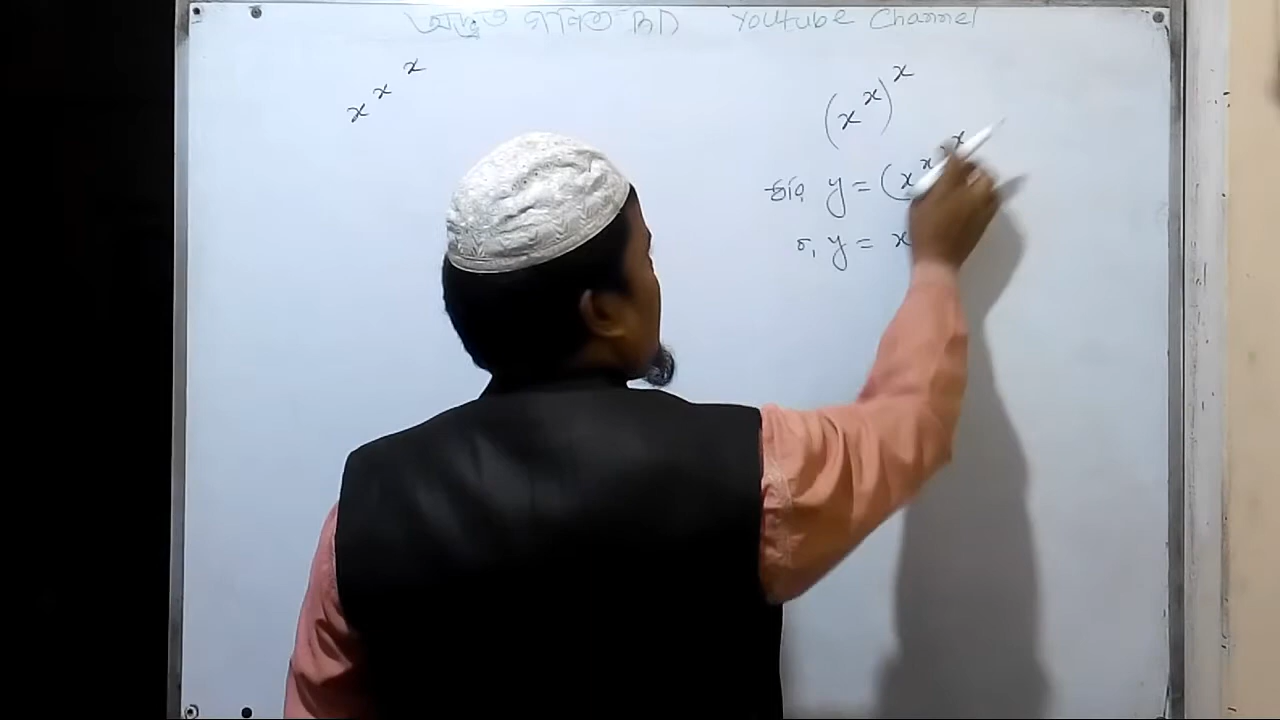 অদ্ভুত গণিত BD Youtube Channel
x^x^x
(x^x)^x
ধরি, y = (x^x)^x
বা, y = x